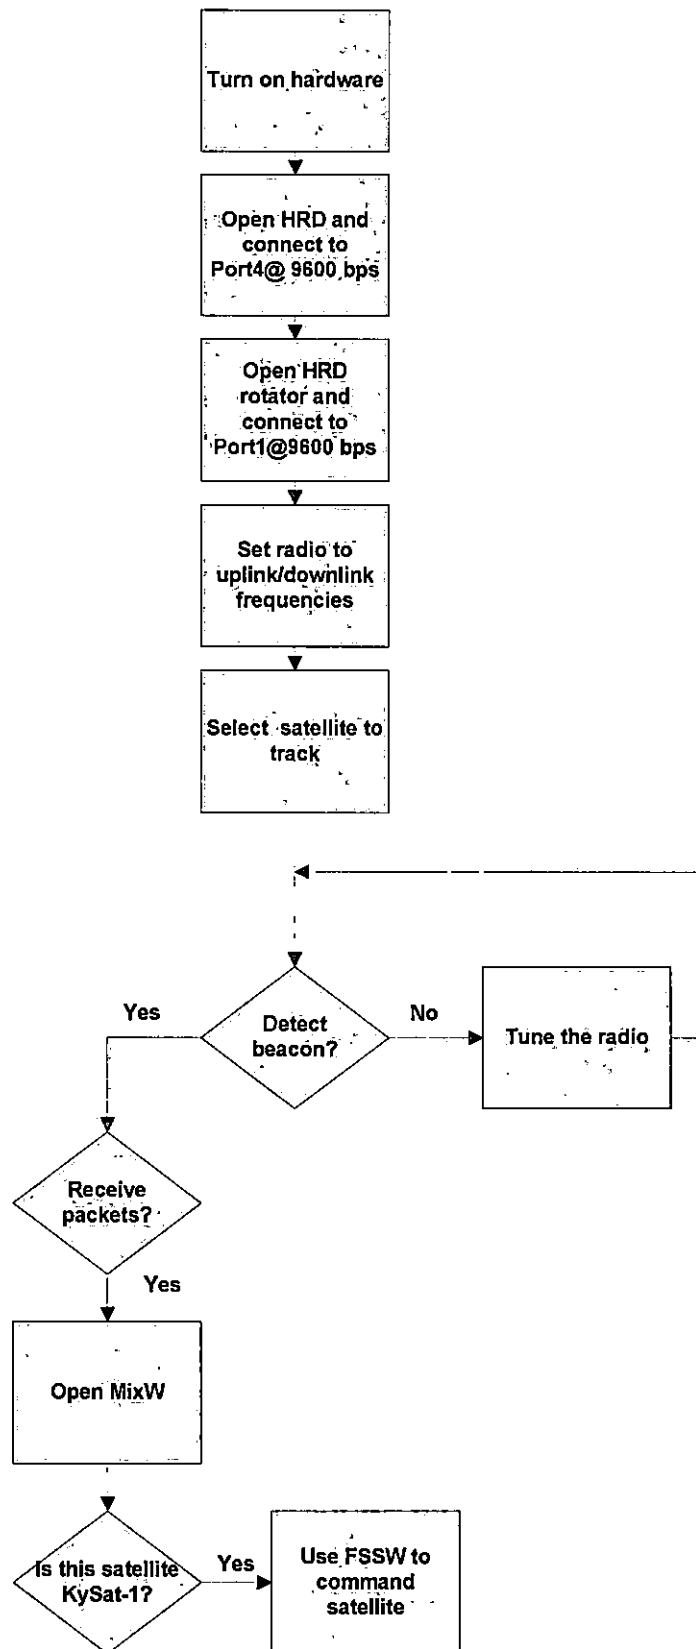 Turn on hardware
Open HRD and
connect to
Port4@ 9600 bps
Open HRD
rotator and
connect to
Port1@9600 bps
Set radio to
uplink/downlink
frequencies
Select satellite to
track
Yes
Detect
beacon?
No
Tune the radio
Receive
packets?
Yes
Open MixW
Is this satellite
KySat-1?
Yes
Use FSSW to
command
satellite